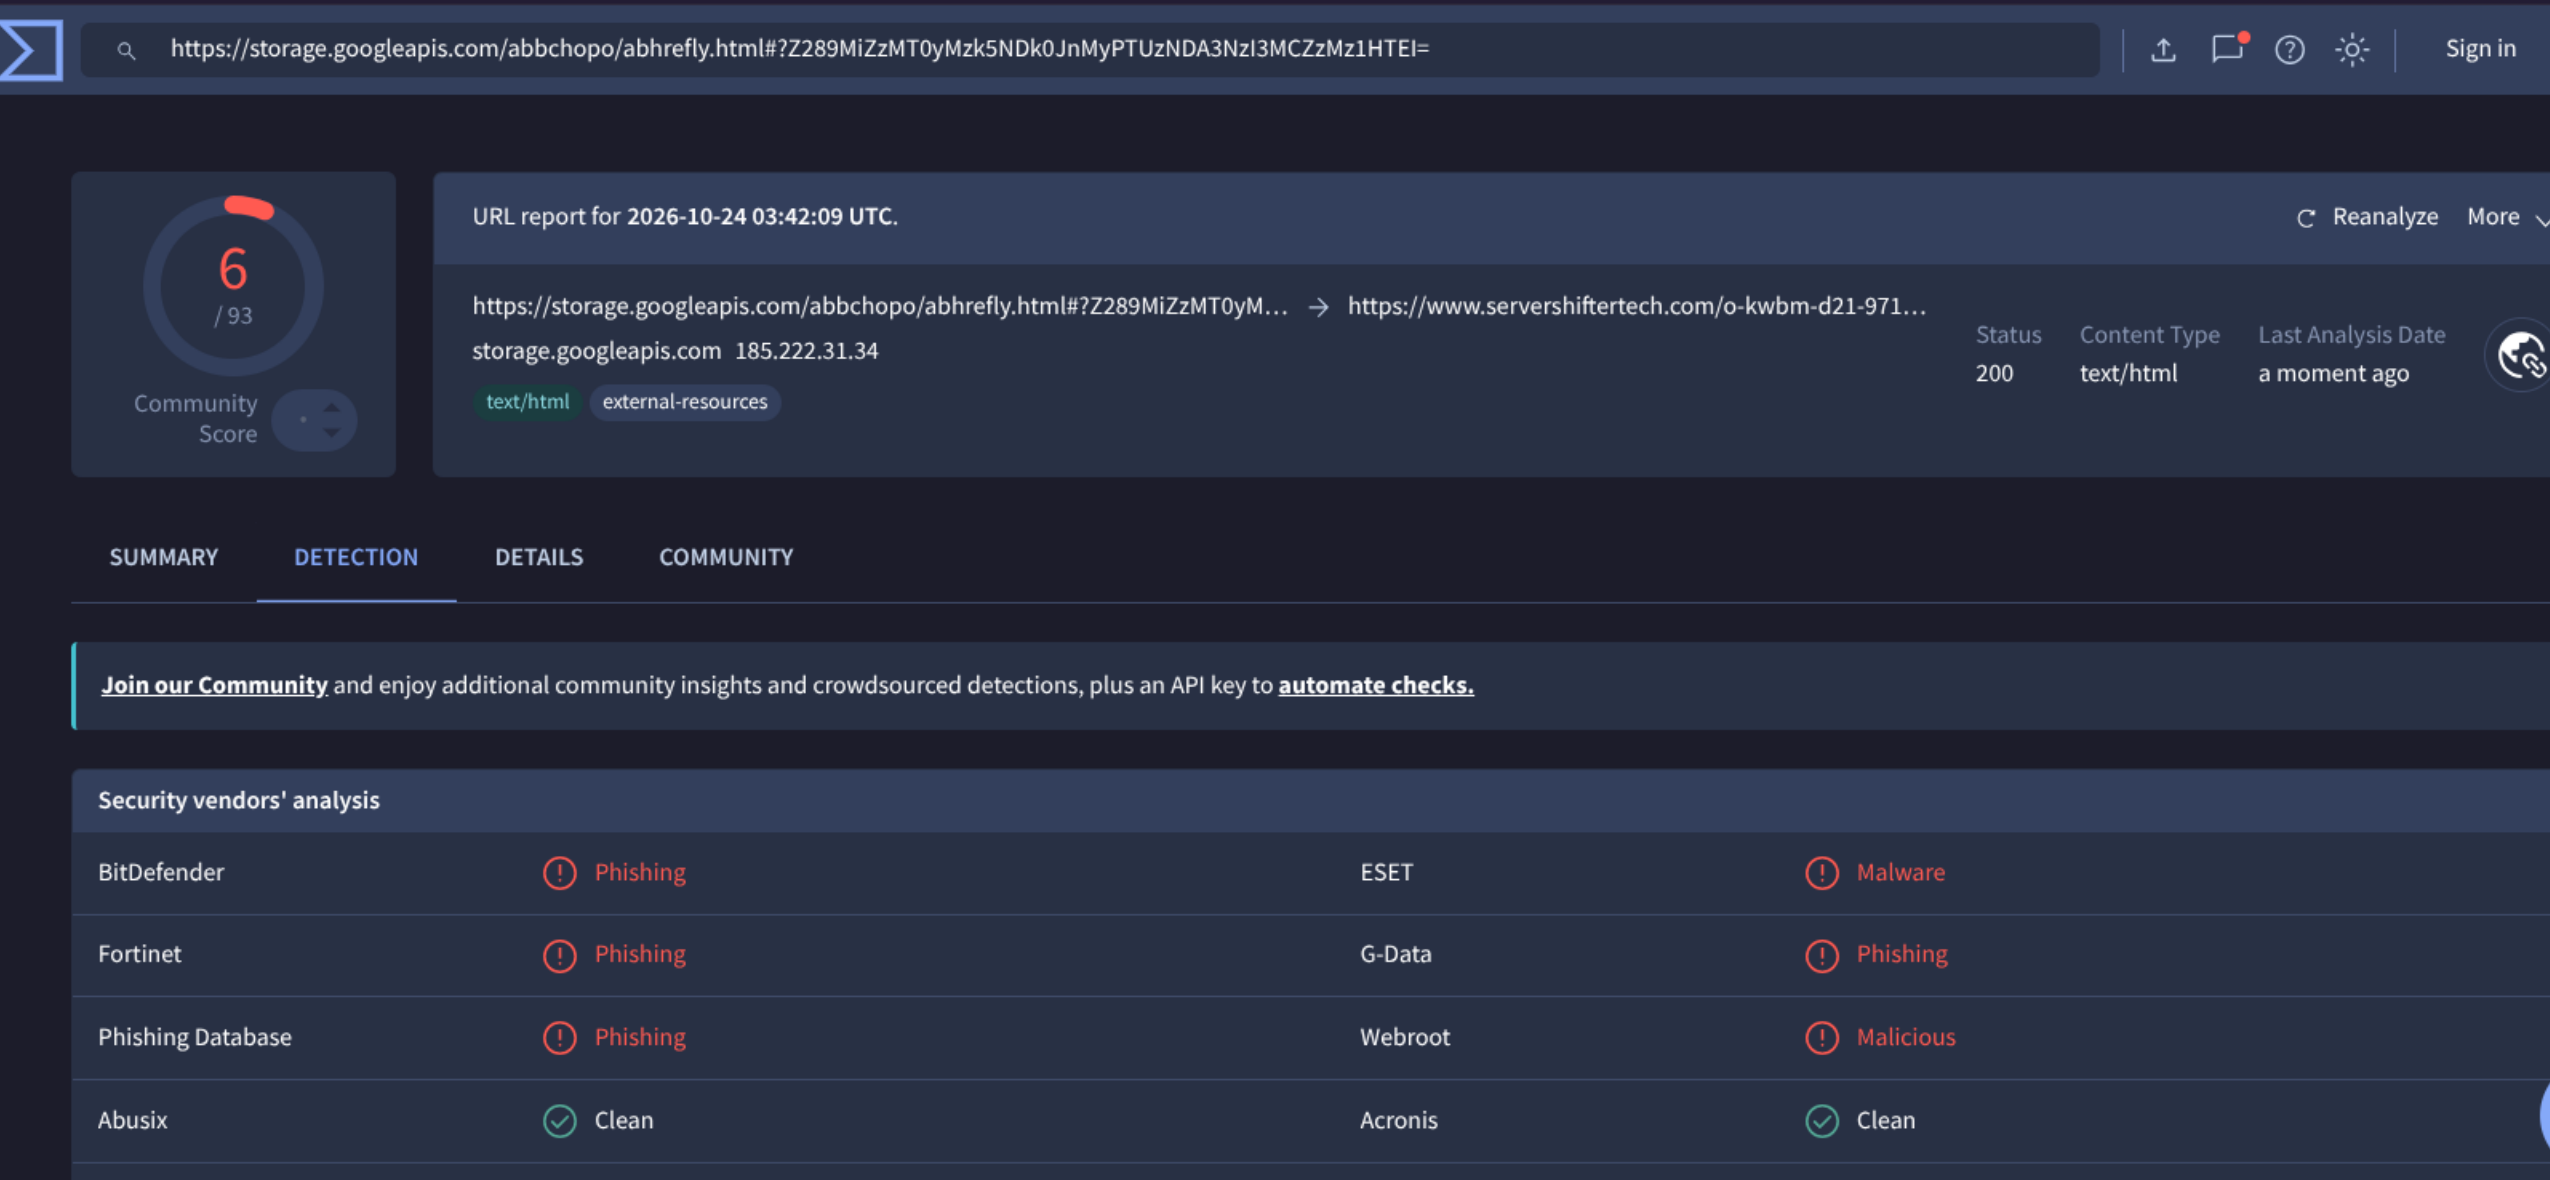 https://storage.googleapis.com/abbchopo/abhrefly.html#?Z289MiZzMT0yMzk5NDk0JnMyPTUzNDA3NzI3MCZzMz1HTEI=
Sign in
6
/ 93
Community
Score
URL report for 2026-10-24 03:42:09 UTC.
Reanalyze
More
https://storage.googleapis.com/abbchopo/abhrefly.html#?Z289MiZzMT0yM... → https://www.servershiftertech.com/o-kwbm-d21-971...
storage.googleapis.com 185.222.31.34
text/html external-resources
Status
200
Content Type
text/html
Last Analysis Date
a moment ago
SUMMARY DETECTION DETAILS COMMUNITY
Join our Community and enjoy additional community insights and crowdsourced detections, plus an API key to automate checks.
Security vendors' analysis
BitDefender Phishing ESET Malware
Fortinet Phishing G-Data Phishing
Phishing Database Phishing Webroot Malicious
Abusix Clean Acronis Clean